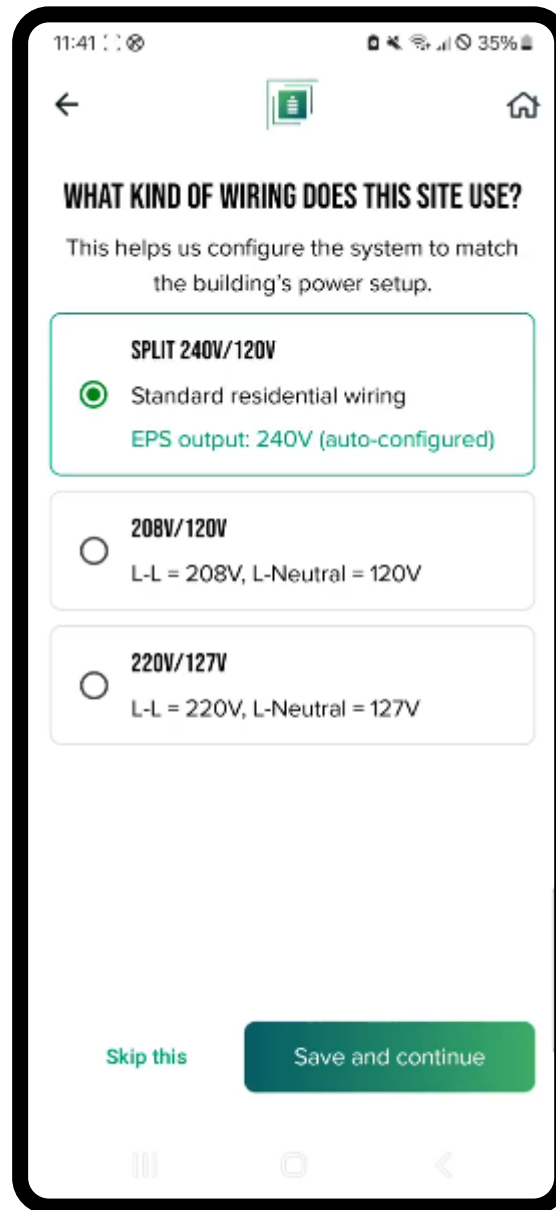 11:41
35%
WHAT KIND OF WIRING DOES THIS SITE USE?
This helps us configure the system to match
the building's power setup.
SPLIT 240V/120V
Standard residential wiring
EPS output: 240V (auto-configured)
208V/120V
L-L = 208V, L-Neutral = 120V
220V/127V
L-L = 220V, L-Neutral = 127V
Skip this
Save and continue